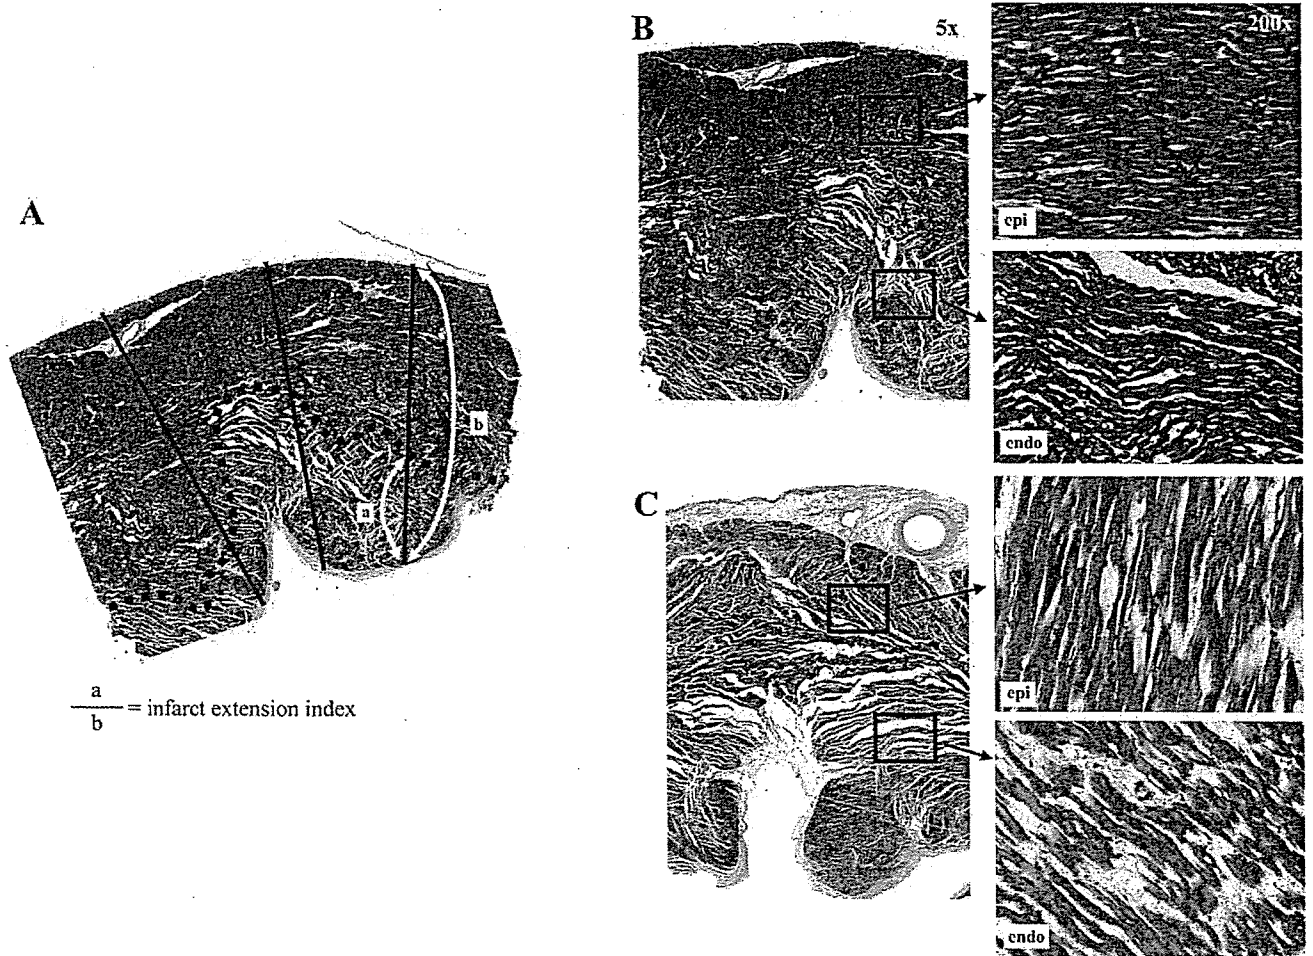 A
b
a
a
b
= infarct extension index
B
5x
200x
epi
endo
C
epi
endo